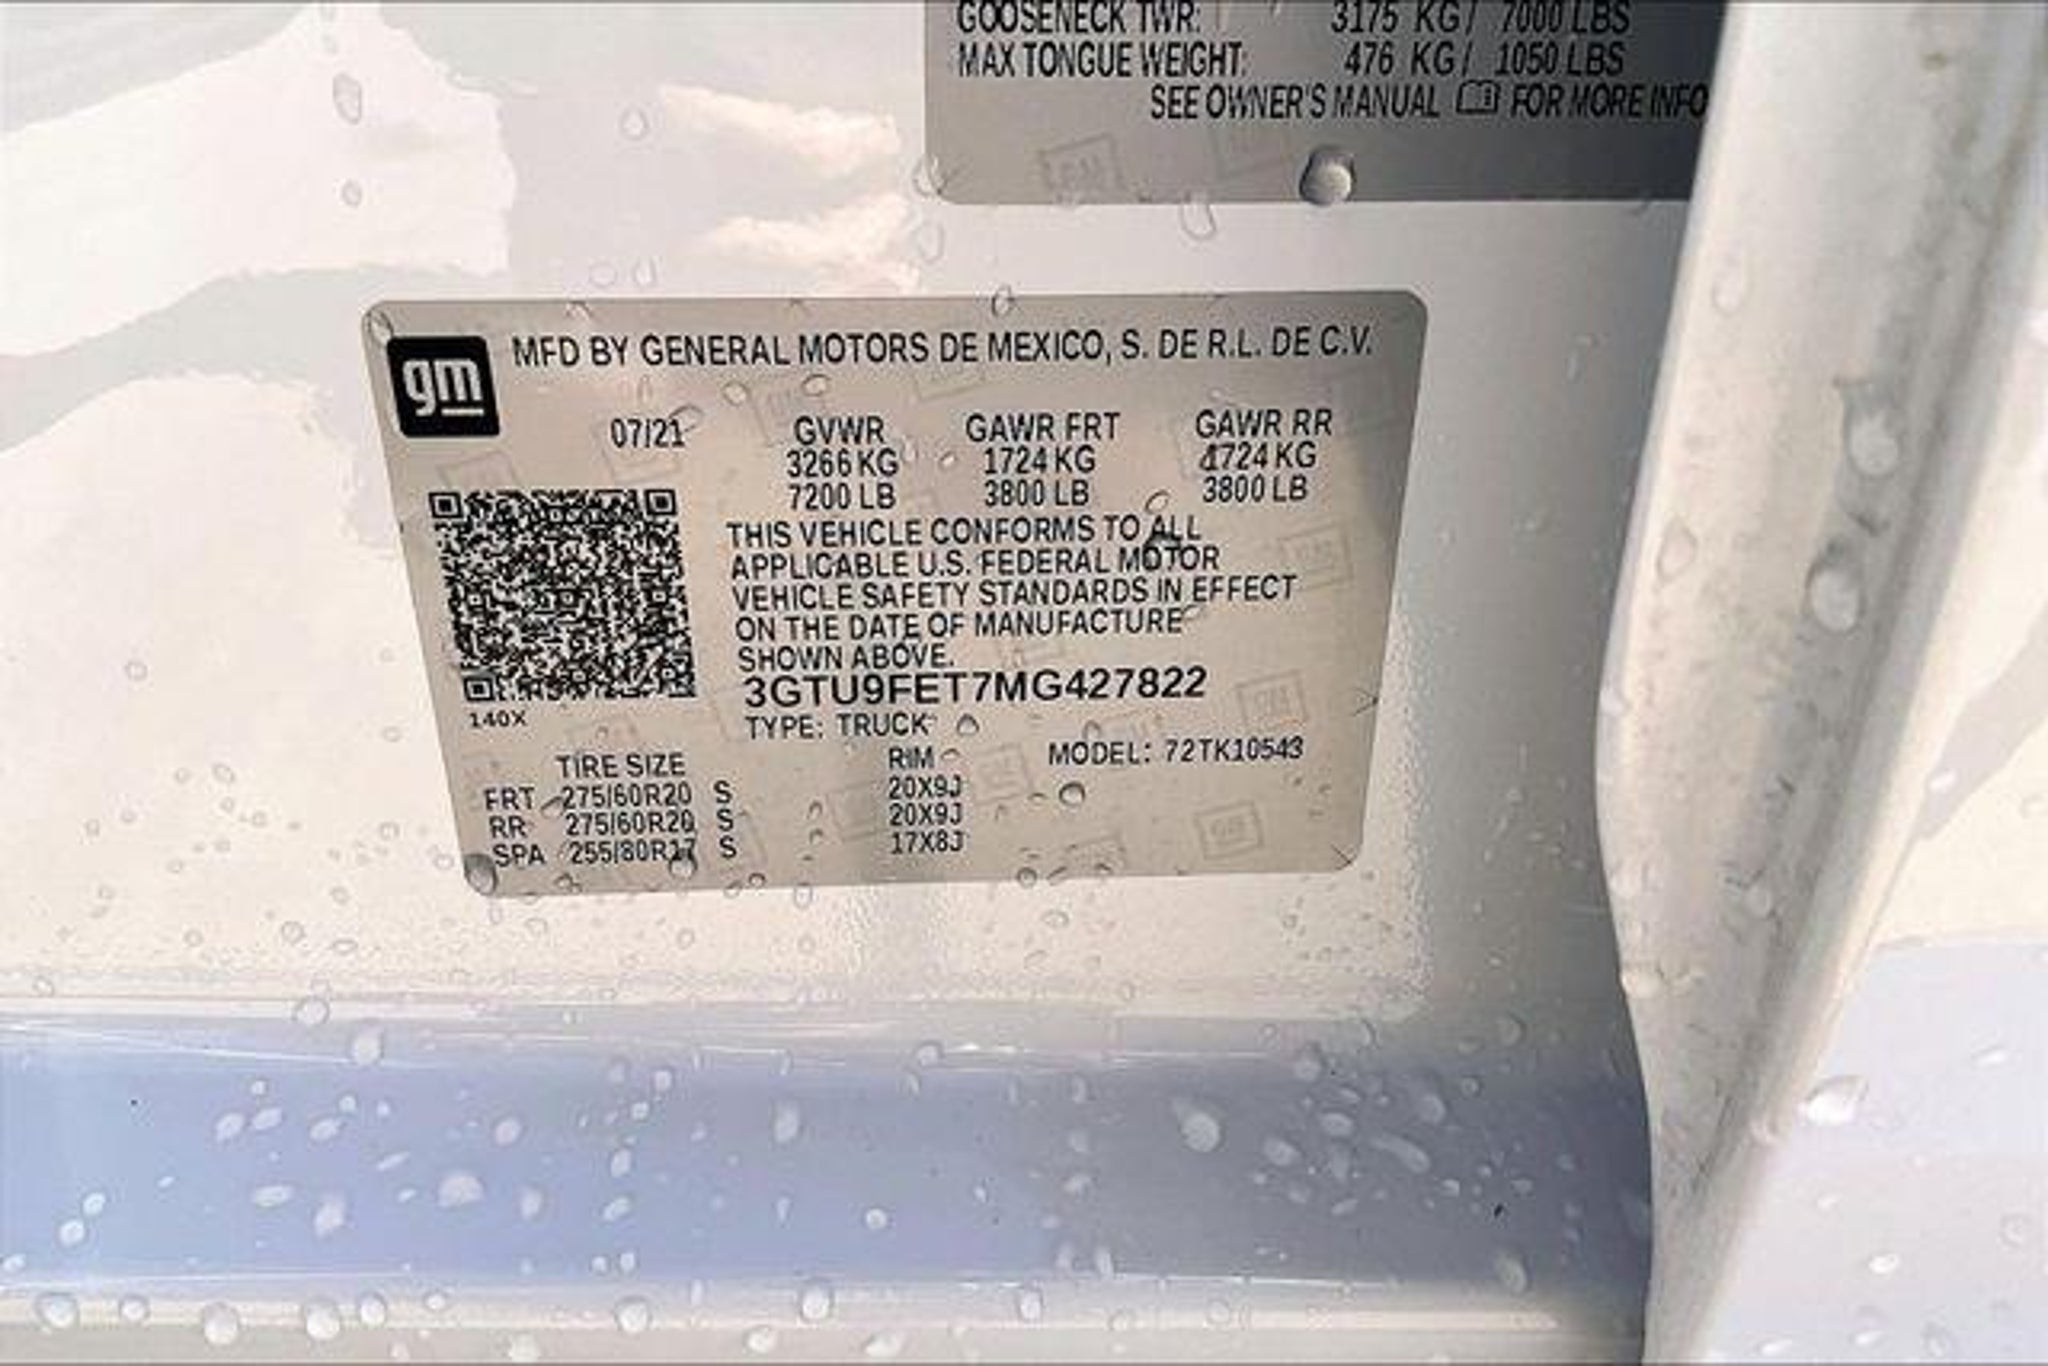 GOOSENECK TWR: 3175 KG / 7000 LBS
MAX TONGUE WEIGHT: 476 KG / 1050 LBS
SEE OWNER'S MANUAL FOR MORE INFO
gm
MFD BY GENERAL MOTORS DE MEXICO, S. DE R.L. DE C.V.
07/21 GVWR GAWR FRT GAWR RR
3266 KG 1724 KG 1724 KG
7200 LB 3800 LB 3800 LB
THIS VEHICLE CONFORMS TO ALL
APPLICABLE U.S. FEDERAL MOTOR
VEHICLE SAFETY STANDARDS IN EFFECT
ON THE DATE OF MANUFACTURE
SHOWN ABOVE.
3GTU9FET7MG427822
140X
TYPE: TRUCK
MODEL: 72TK10543
TIRE SIZE RIM
FRT 275/60R20 S 20X9J
RR 275/60R20 S 20X9J
SPA 255/80R17 S 17X8J